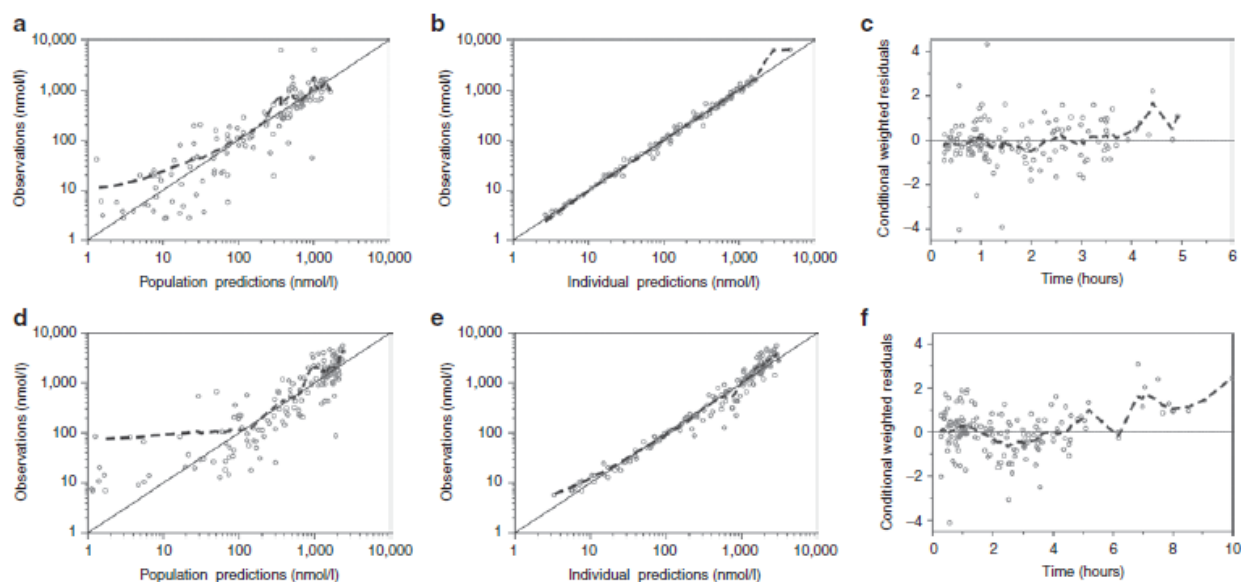 a
10,000
1,000
100
10
1
Observations (nmol/l)
1 10 100 1,000 10,000
Population predictions (nmol/l)
b
10,000
1,000
100
10
1
Observations (nmol/l)
1 10 100 1,000 10,000
Individual predictions (nmol/l)
c
4
2
0
−2
−4
Conditional weighted residuals
0 1 2 3 4 5 6
Time (hours)
d
10,000
1,000
100
10
1
Observations (nmol/l)
1 10 100 1,000 10,000
Population predictions (nmol/l)
e
10,000
1,000
100
10
1
Observations (nmol/l)
1 10 100 1,000 10,000
Individual predictions (nmol/l)
f
4
2
0
−2
−4
Conditional weighted residuals
0 2 4 6 8 10
Time (hours)